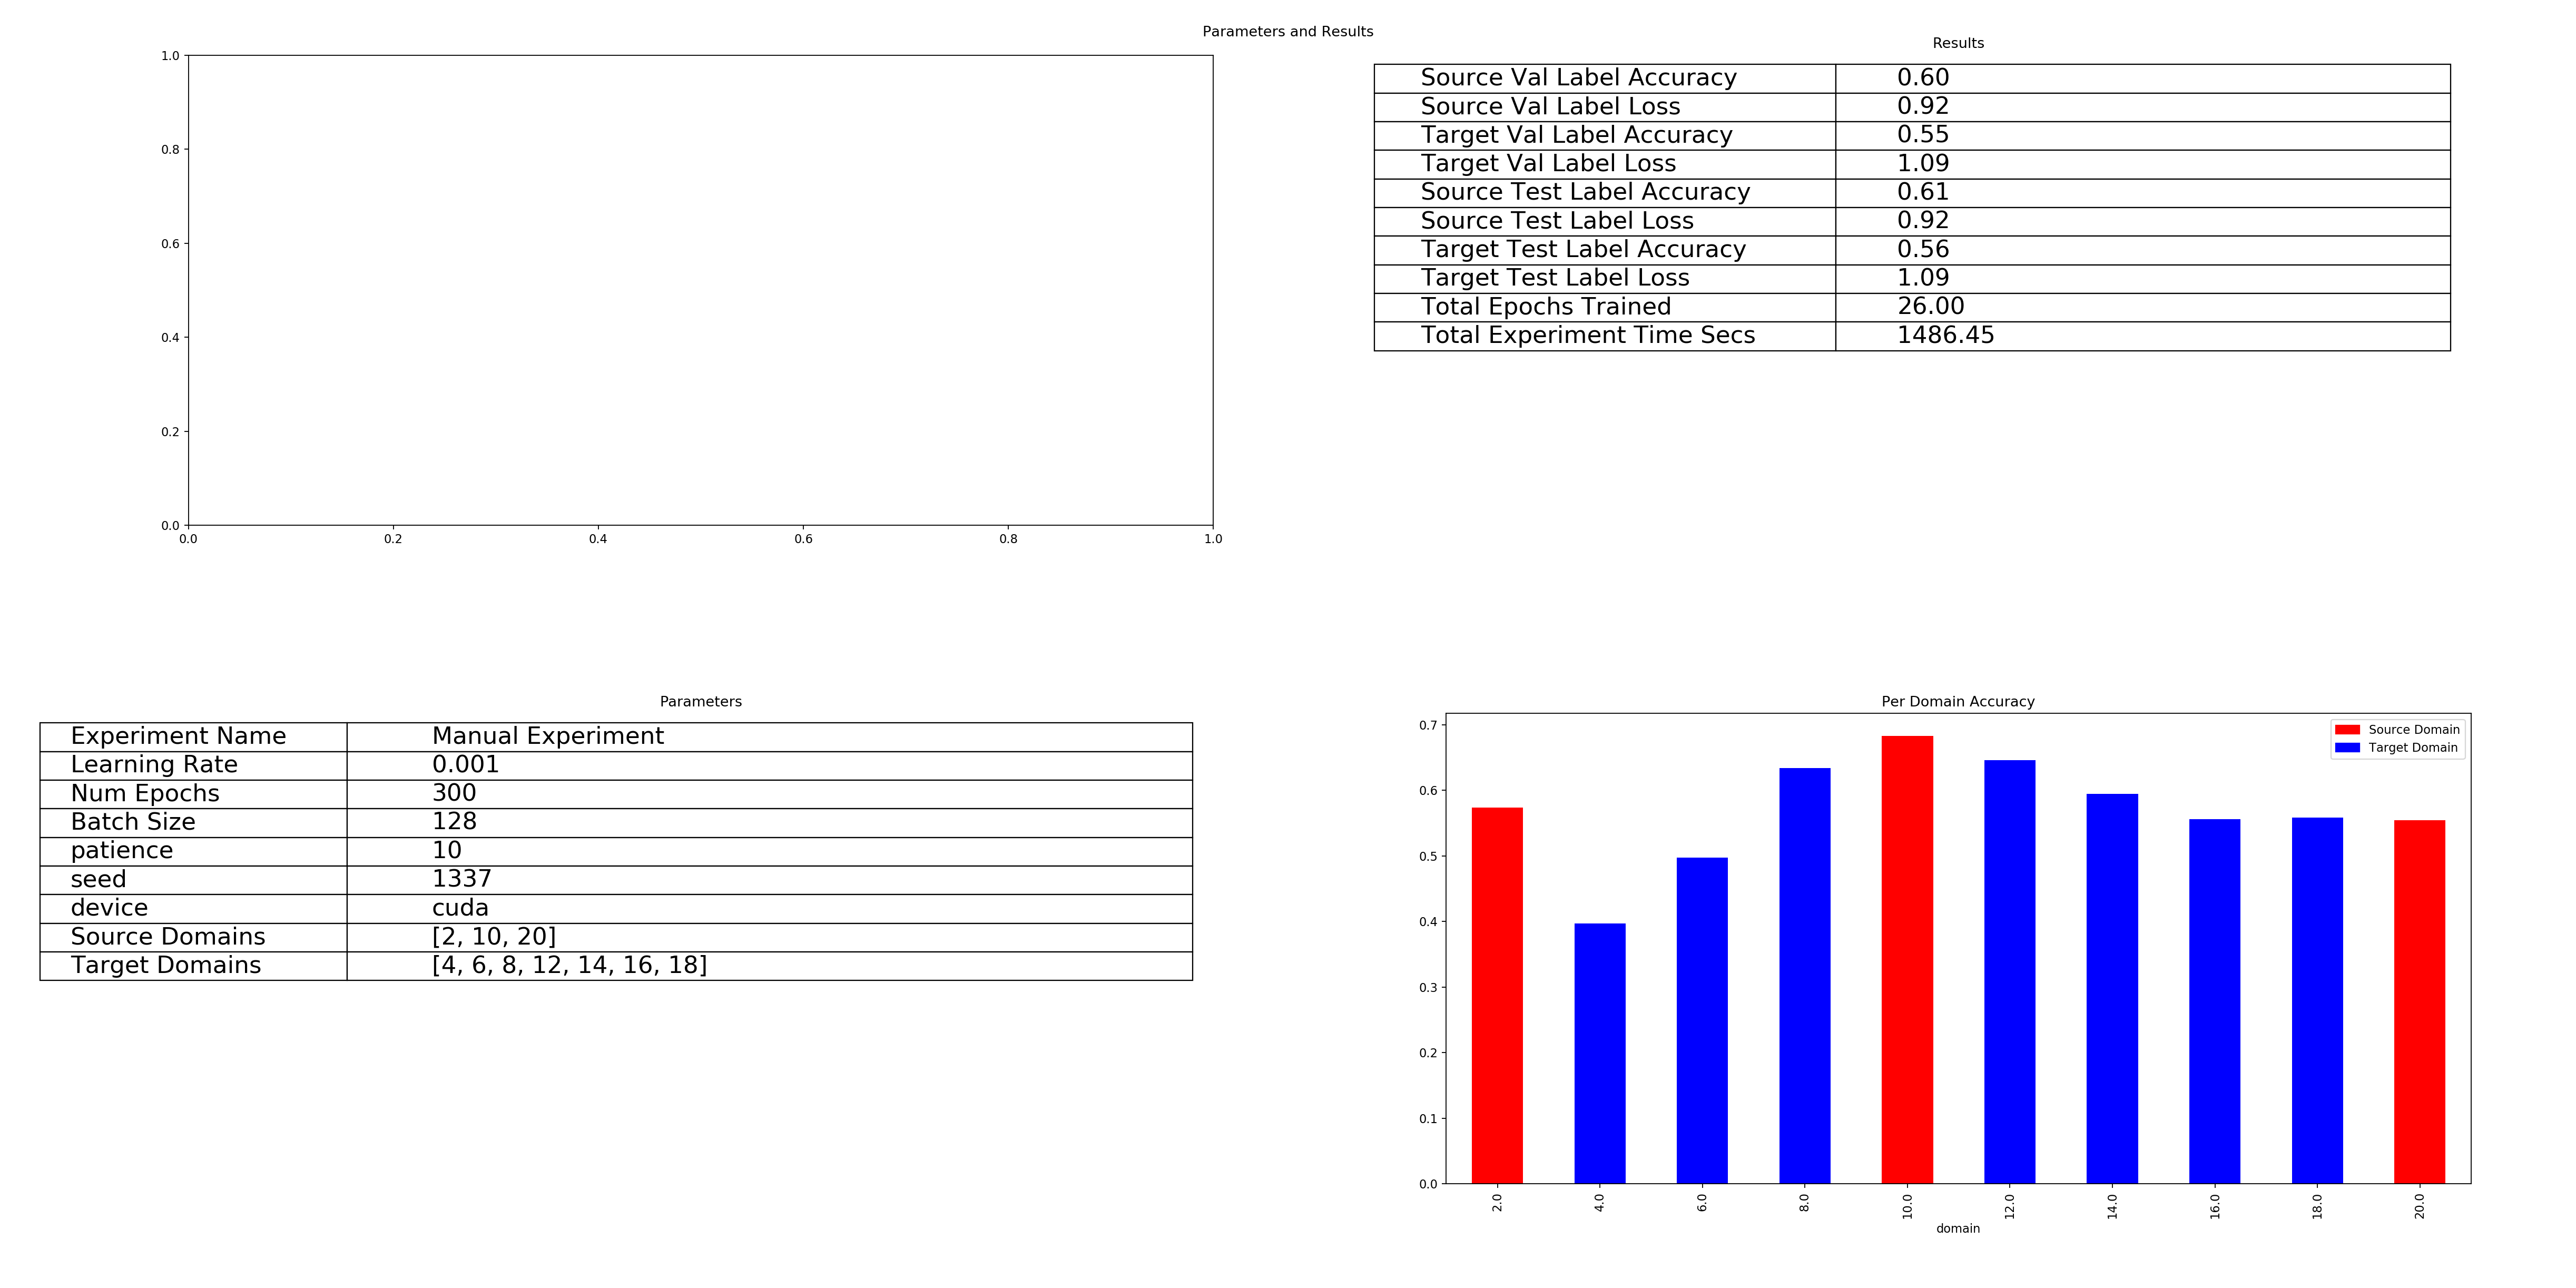 Parameters and Results
1.0
0.8
0.6
0.4
0.2
0.0
0.0 0.2 0.4 0.6 0.8 1.0
Results
Source Val Label Accuracy 0.60
Source Val Label Loss 0.92
Target Val Label Accuracy 0.55
Target Val Label Loss 1.09
Source Test Label Accuracy 0.61
Source Test Label Loss 0.92
Target Test Label Accuracy 0.56
Target Test Label Loss 1.09
Total Epochs Trained 26.00
Total Experiment Time Secs 1486.45
Parameters
Experiment Name Manual Experiment
Learning Rate 0.001
Num Epochs 300
Batch Size 128
patience 10
seed 1337
device cuda
Source Domains [2, 10, 20]
Target Domains [4, 6, 8, 12, 14, 16, 18]
Per Domain Accuracy
Source Domain
Target Domain
0.7
0.6
0.5
0.4
0.3
0.2
0.1
0.0
2.0 4.0 6.0 8.0 10.0 12.0 14.0 16.0 18.0 20.0
domain